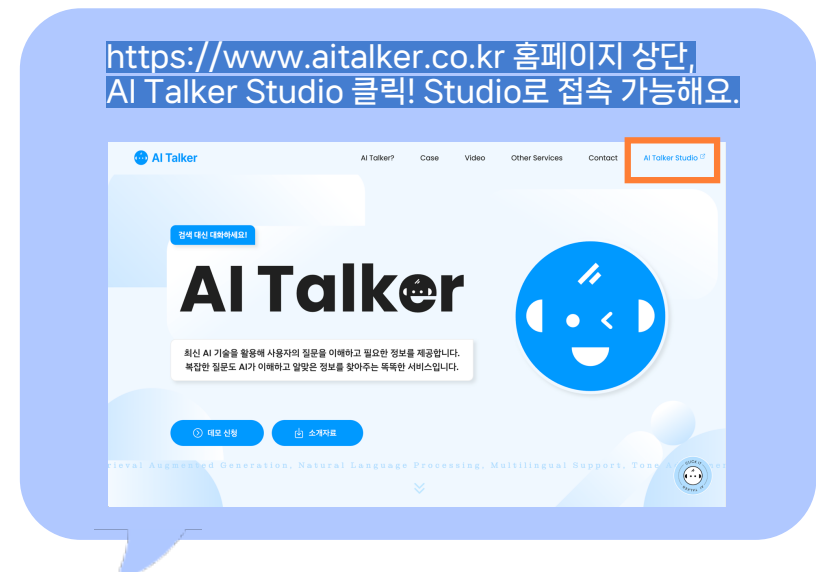 https://www.aitalker.co.kr 홈페이지 상단,
AI Talker Studio 클릭! Studio로 접속 가능해요.
AI Talker
AI Talker?
Case
Video
Other Services
Contact
AI Talker Studio
검색 대신 대화하세요!
AI Talker
최신 AI 기술을 활용해 사용자의 질문을 이해하고 필요한 정보를 제공합니다.
복잡한 질문도 AI가 이해하고 알맞은 정보를 찾아주는 똑똑한 서비스입니다.
데모 신청
소개자료
rieval Augmented Generation, Natural Language Processing, Multilingual Support, Tone